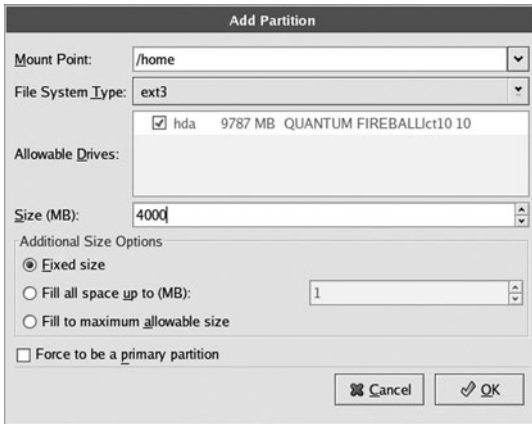 Add Partition
Mount Point: /home
File System Type: ext3
Allowable Drives:
hda 9787 MB QUANTUM FIREBALLlct10 10
Size (MB): 4000
Additional Size Options
Fixed size
Fill all space up to (MB): 1
Fill to maximum allowable size
Force to be a primary partition
Cancel OK